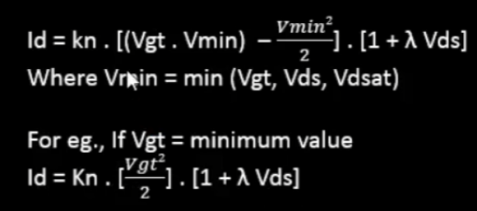 Id = kn . [(Vgt . Vmin) − Vmin²/2] . [1 + λ Vds]
Where Vmin = min (Vgt, Vds, Vdsat)
For eg., If Vgt = minimum value
Id = Kn . [Vgt²/2] . [1 + λ Vds]